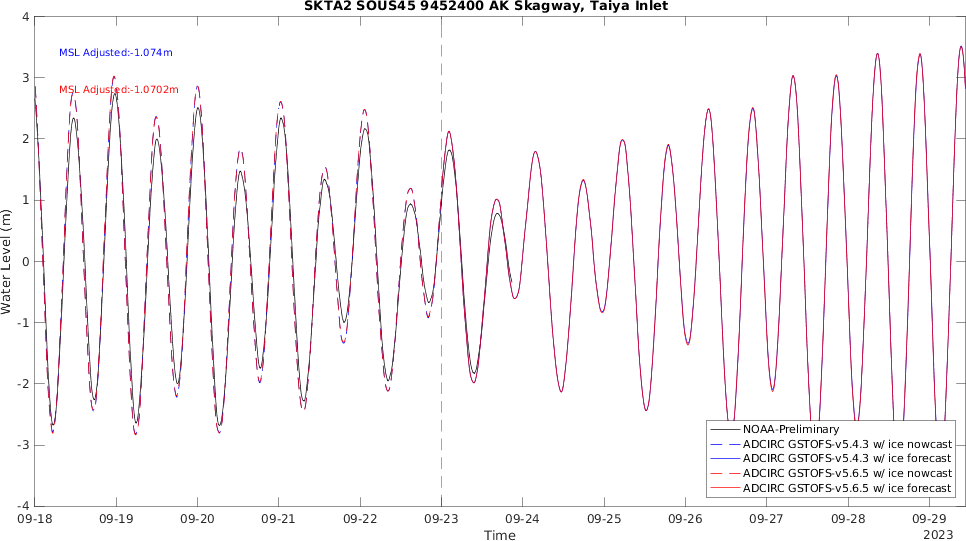 SKTA2 SOUS45 9452400 AK Skagway, Taiya Inlet
MSL Adjusted:-1.074m
MSL Adjusted:-1.0702m
Water Level (m)
4
3
2
1
0
-1
-2
-3
-4
NOAA-Preliminary
ADCIRC GSTOFS-v5.4.3 w/ ice nowcast
ADCIRC GSTOFS-v5.4.3 w/ ice forecast
ADCIRC GSTOFS-v5.6.5 w/ ice nowcast
ADCIRC GSTOFS-v5.6.5 w/ ice forecast
09-18 09-19 09-20 09-21 09-22 09-23 09-24 09-25 09-26 09-27 09-28 09-29
Time
2023